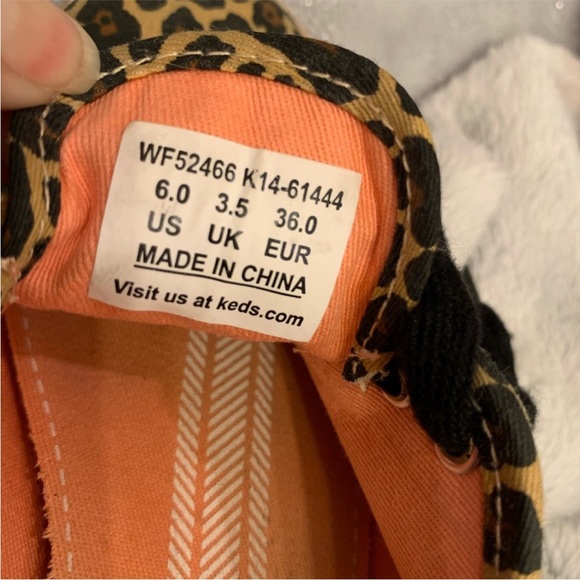 WF52466 K14-61444
6.0 3.5 36.0
US UK EUR
MADE IN CHINA
Visit us at keds.com